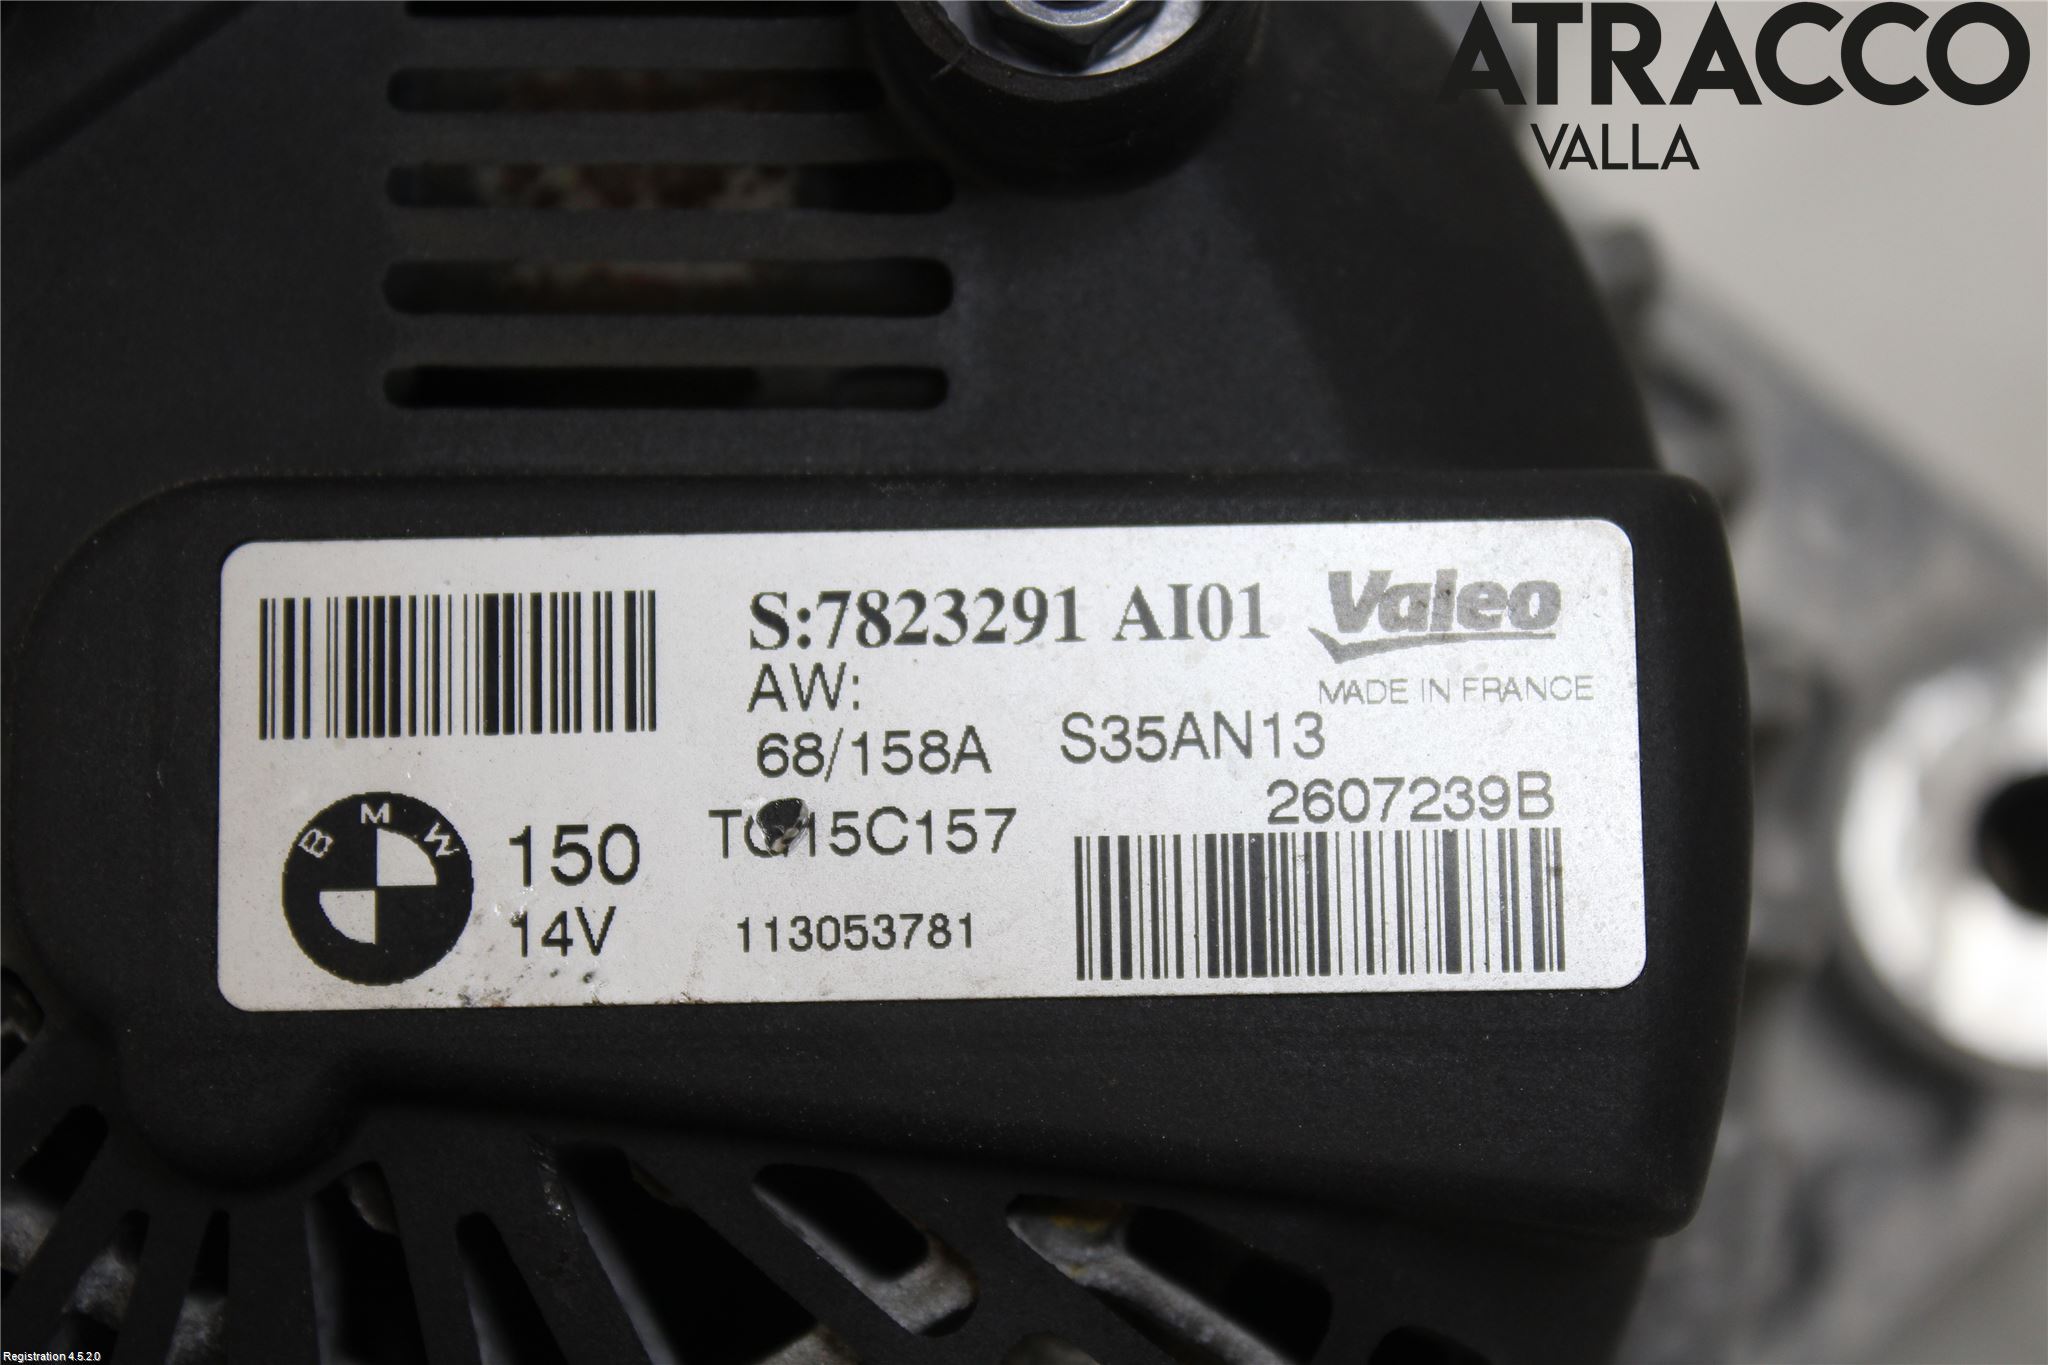 ATRACCO
VALLA
S:7823291 AI01
Valeo
MADE IN FRANCE
AW:
68/158A
S35AN13
2607239B
BMW
150
14V
113053781
Registration 4.5.2.0